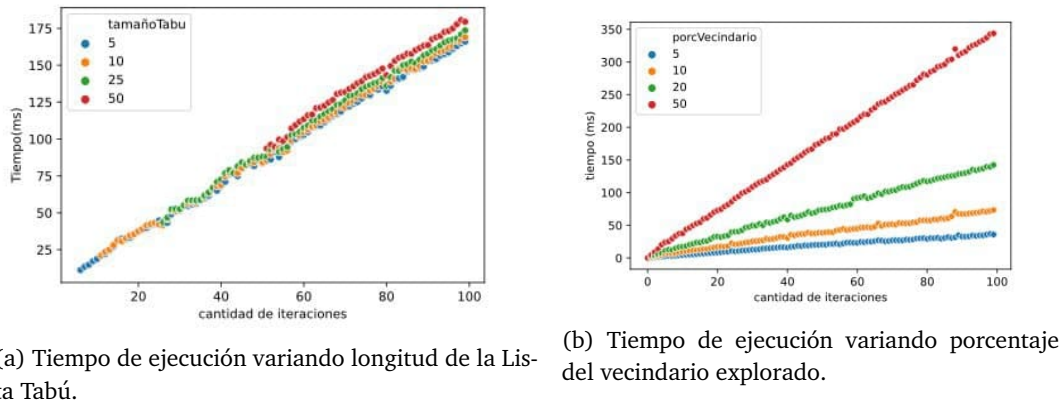 tamañoTabu
5
10
25
50
175
150
125
100
75
50
25
Tiempo(ms)
20 40 60 80 100
cantidad de iteraciones
porcVecindario
5
10
20
50
350
300
250
200
150
100
50
0
tiempo (ms)
0 20 40 60 80 100
cantidad de iteraciones
(a) Tiempo de ejecución variando longitud de la Lis-
ta Tabú.
(b) Tiempo de ejecución variando porcentaje
del vecindario explorado.